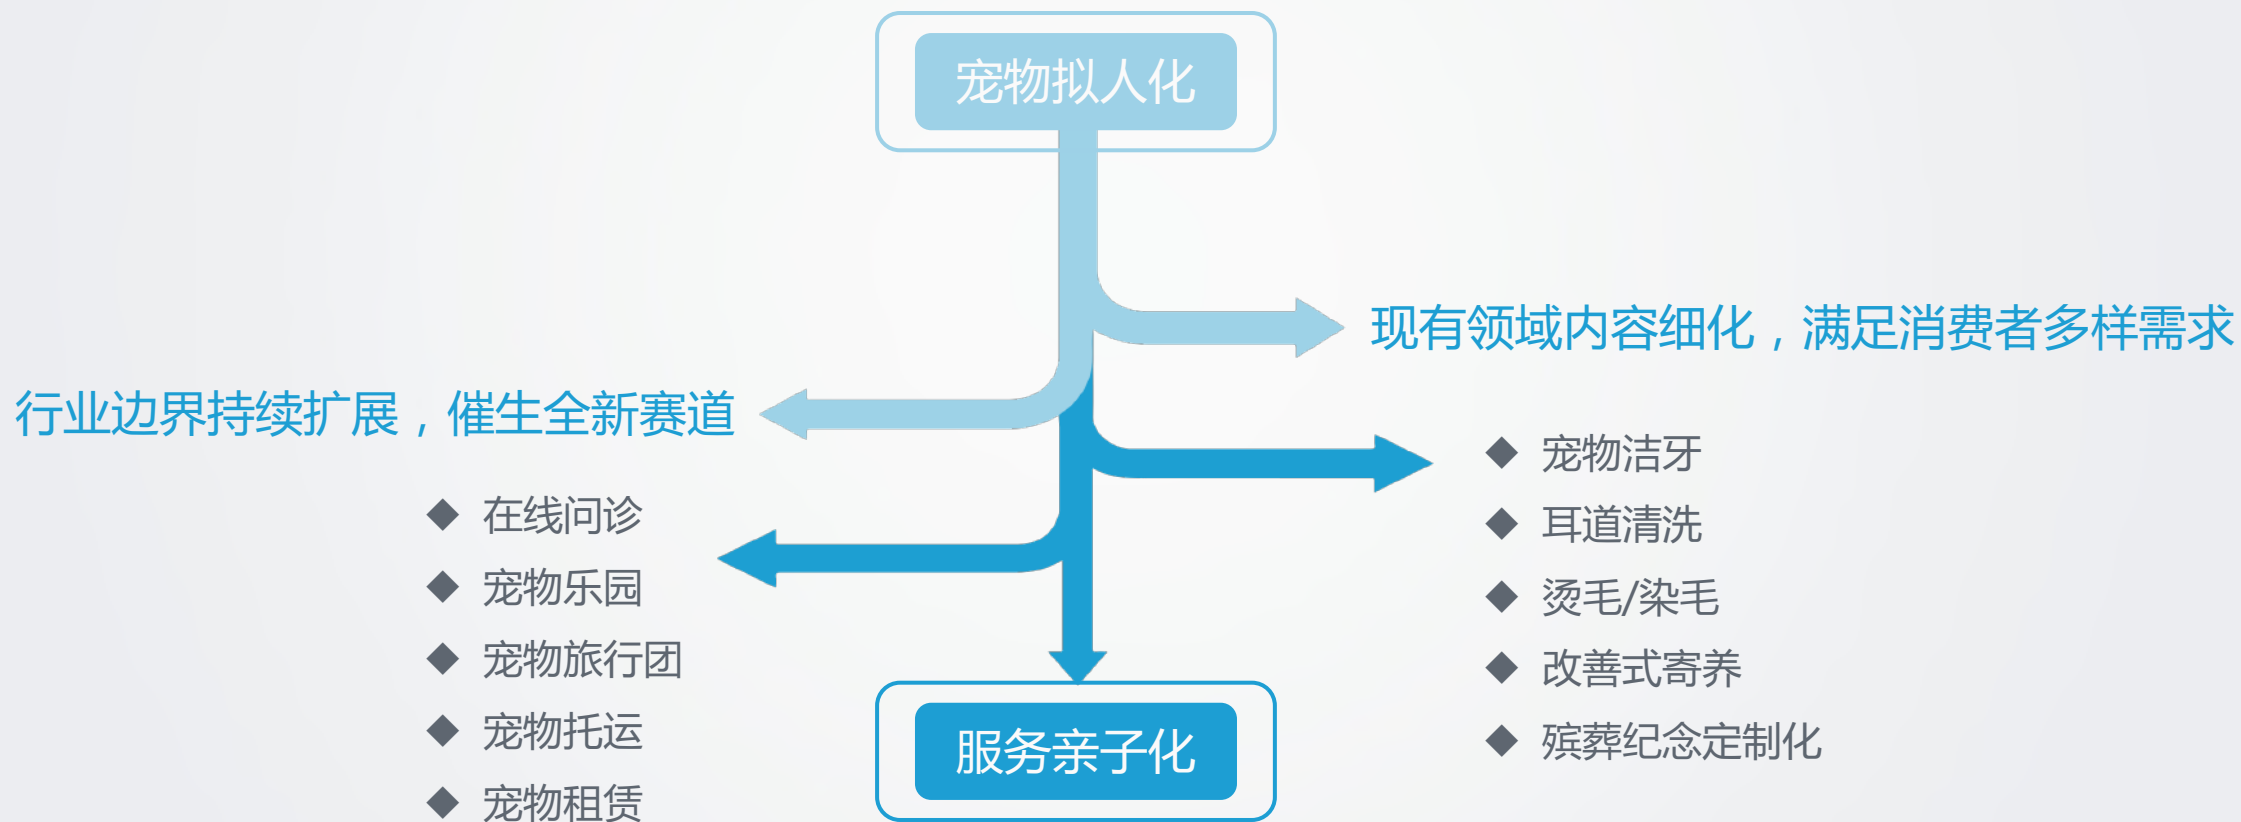 宠物拟人化
现有领域内容细化，满足消费者多样需求
行业边界持续扩展，催生全新赛道
◆ 在线问诊
◆ 宠物乐园
◆ 宠物旅行团
◆ 宠物托运
◆ 宠物租赁
◆ 宠物洁牙
◆ 耳道清洗
◆ 烫毛/染毛
◆ 改善式寄养
◆ 殡葬纪念定制化
服务亲子化